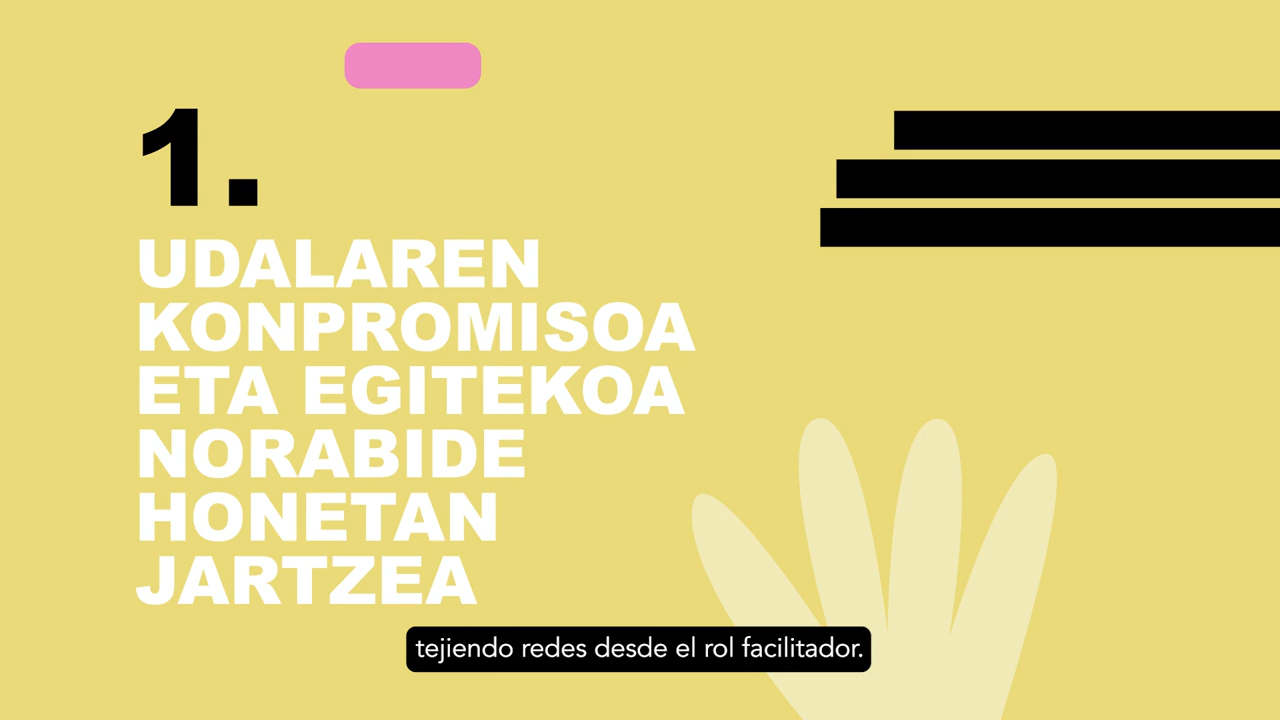 1.
UDALAREN
KONPROMISOA
ETA EGITEKOA
NORABIDE
HONETAN
JARTZEA
tejiendo redes desde el rol facilitador.